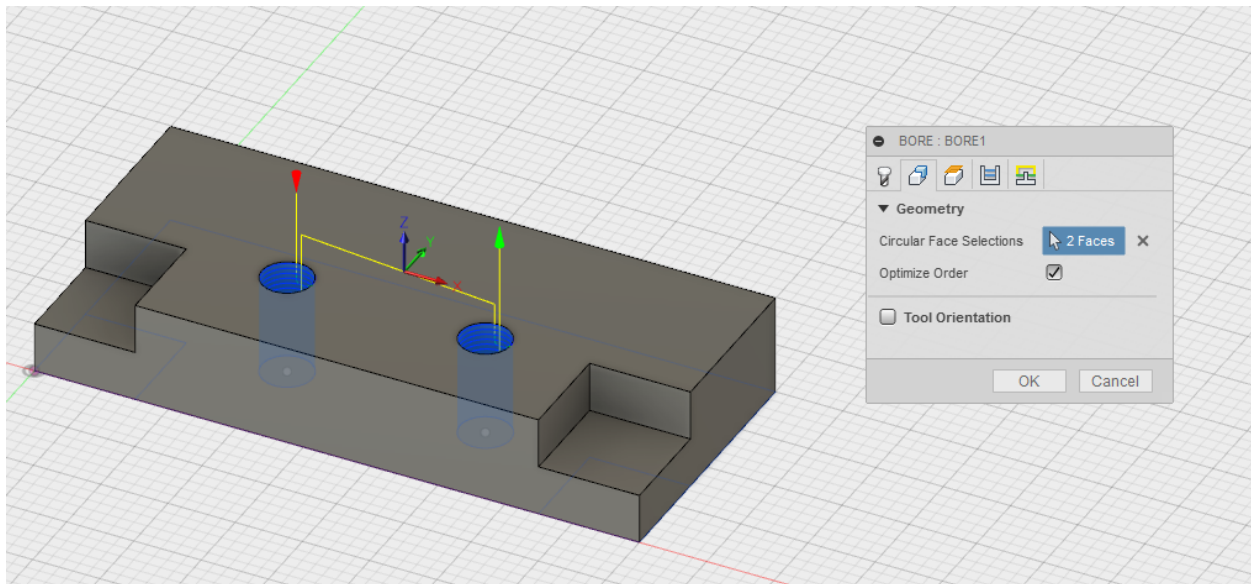 BORE : BORE1
Geometry
Circular Face Selections 2 Faces
Optimize Order
Tool Orientation
OK Cancel
Z
Y
X